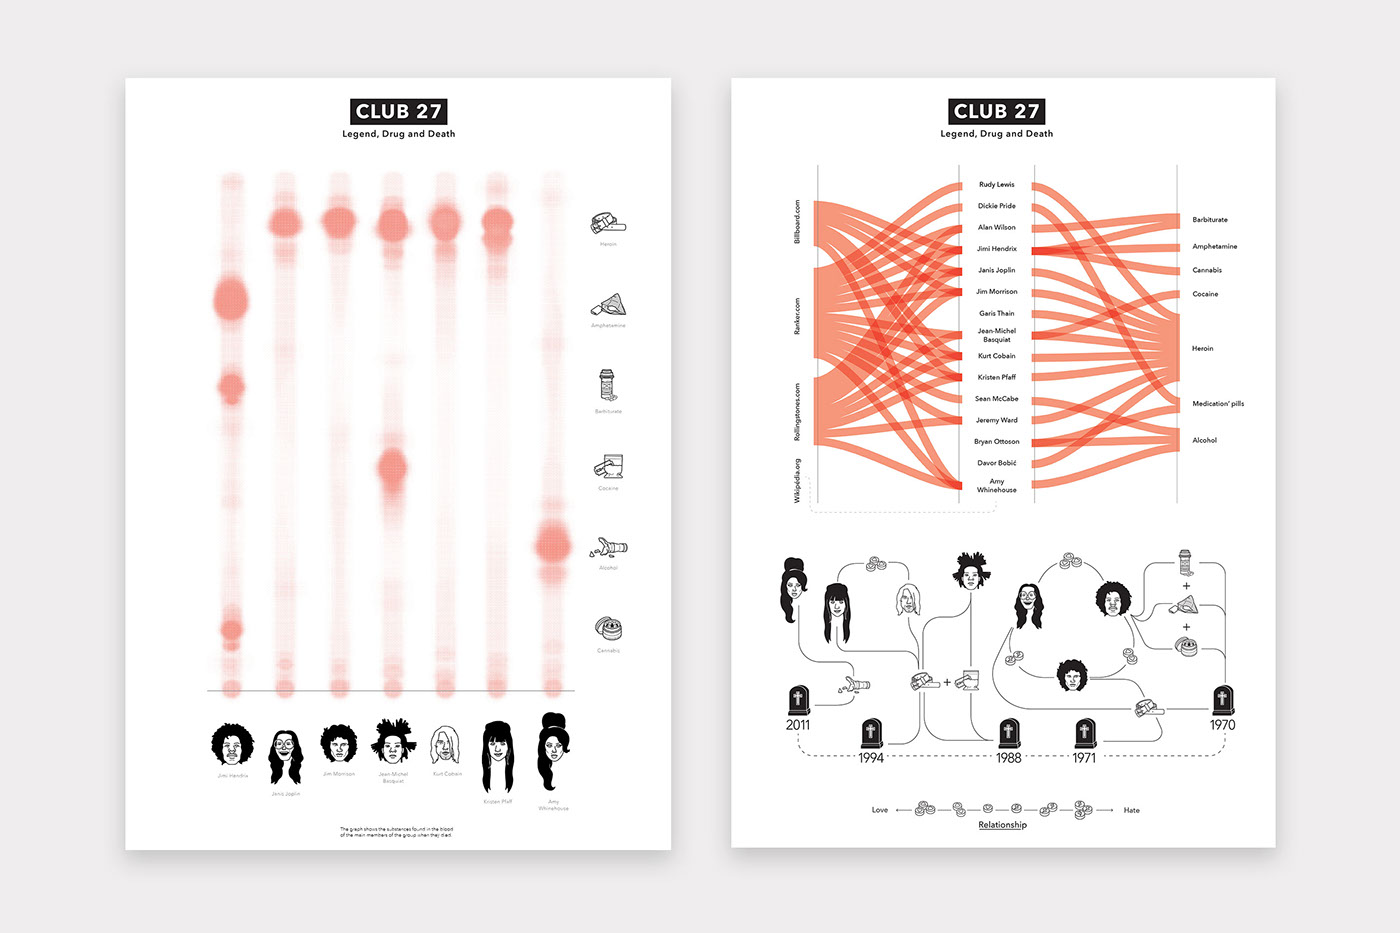 CLUB 27
Legend, Drug and Death
Heroin
Amphetamine
Barbiturate
Cocaine
Alcohol
Cannabis
Jimi Hendrix
Janis Joplin
Jim Morrison
Jean-Michel
Basquiat
Kurt Cobain
Kristen Pfaff
Amy
Whinehouse
The graph shows the substances found in the blood
of the main members of the group when they died.
CLUB 27
Legend, Drug and Death
Billboard.com
Ranker.com
Rollingstones.com
Wikipédia.org
Rudy Lewis
Dickie Pride
Alan Wilson
Jimi Hendrix
Janis Joplin
Jim Morrison
Garis Thain
Jean-Michel
Basquiat
Kurt Cobain
Kristen Pfaff
Sean McCabe
Jeremy Ward
Bryan Ottoson
Davor Bobić
Amy
Whinehouse
Barbiturate
Amphetamine
Cannabis
Cocaine
Heroin
Medication' pills
Alcohol
+
+
+
2011
1994
1988
1971
1970
Love
Hate
Relationship